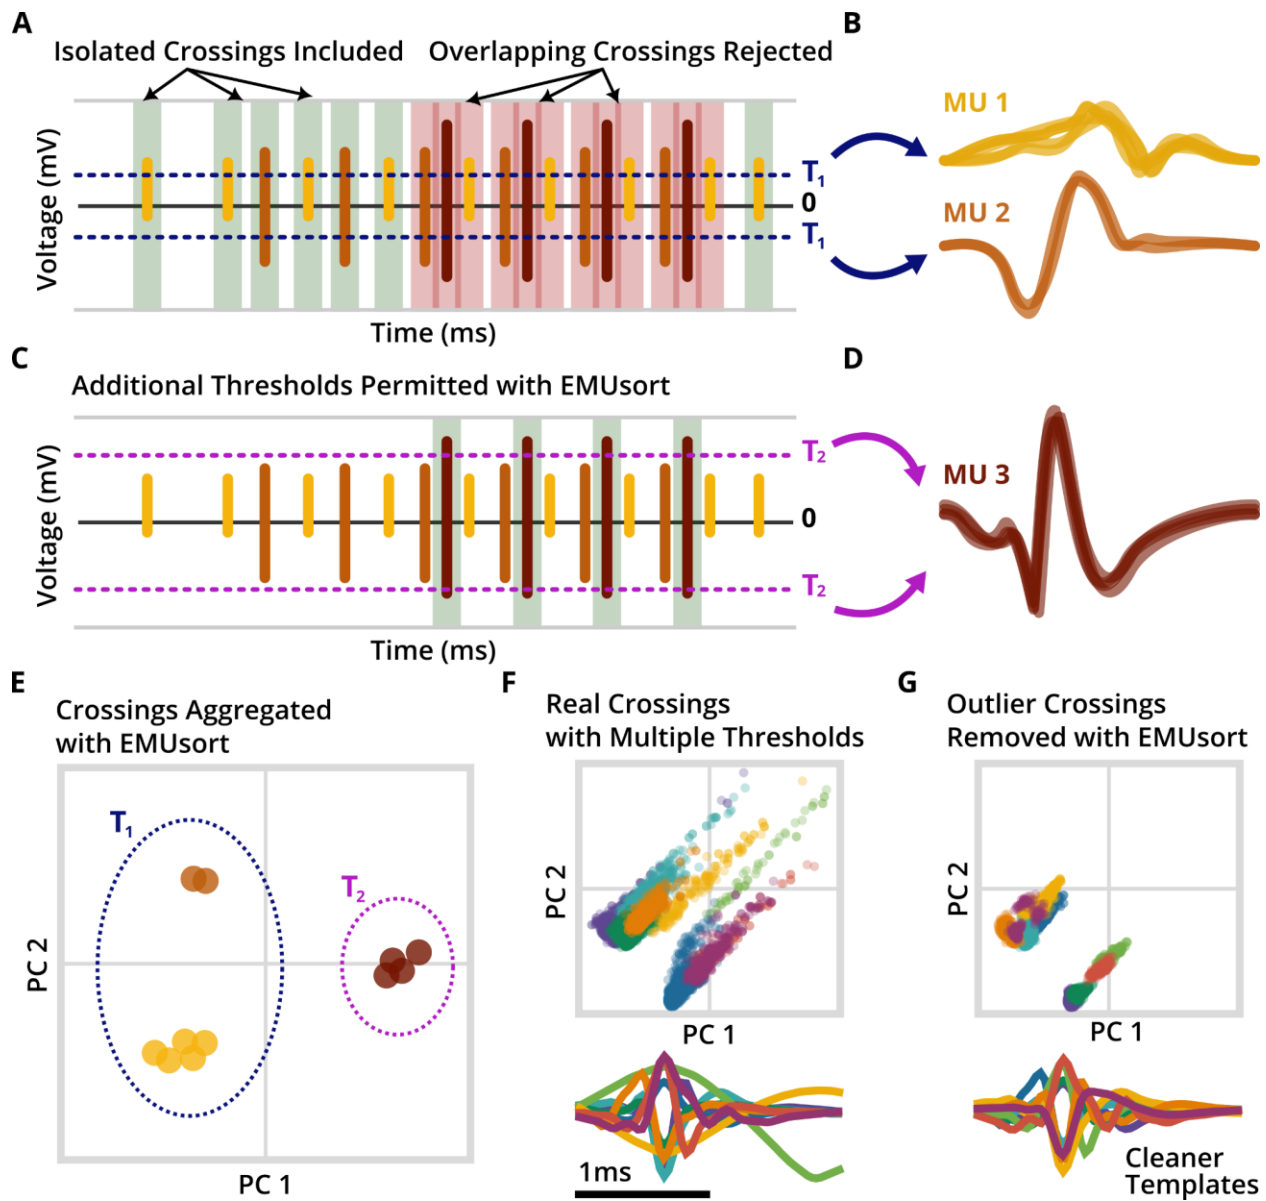 A
Isolated Crossings Included
Overlapping Crossings Rejected
Voltage (mV)
T1
0
T1
Time (ms)
B
MU 1
MU 2
C
Additional Thresholds Permitted with EMUsort
Voltage (mV)
T2
0
T2
Time (ms)
D
MU 3
E
Crossings Aggregated
with EMUsort
T1
T2
PC 2
PC 1
F
Real Crossings
with Multiple Thresholds
PC 2
PC 1
1ms
G
Outlier Crossings
Removed with EMUsort
PC 2
PC 1
Cleaner
Templates